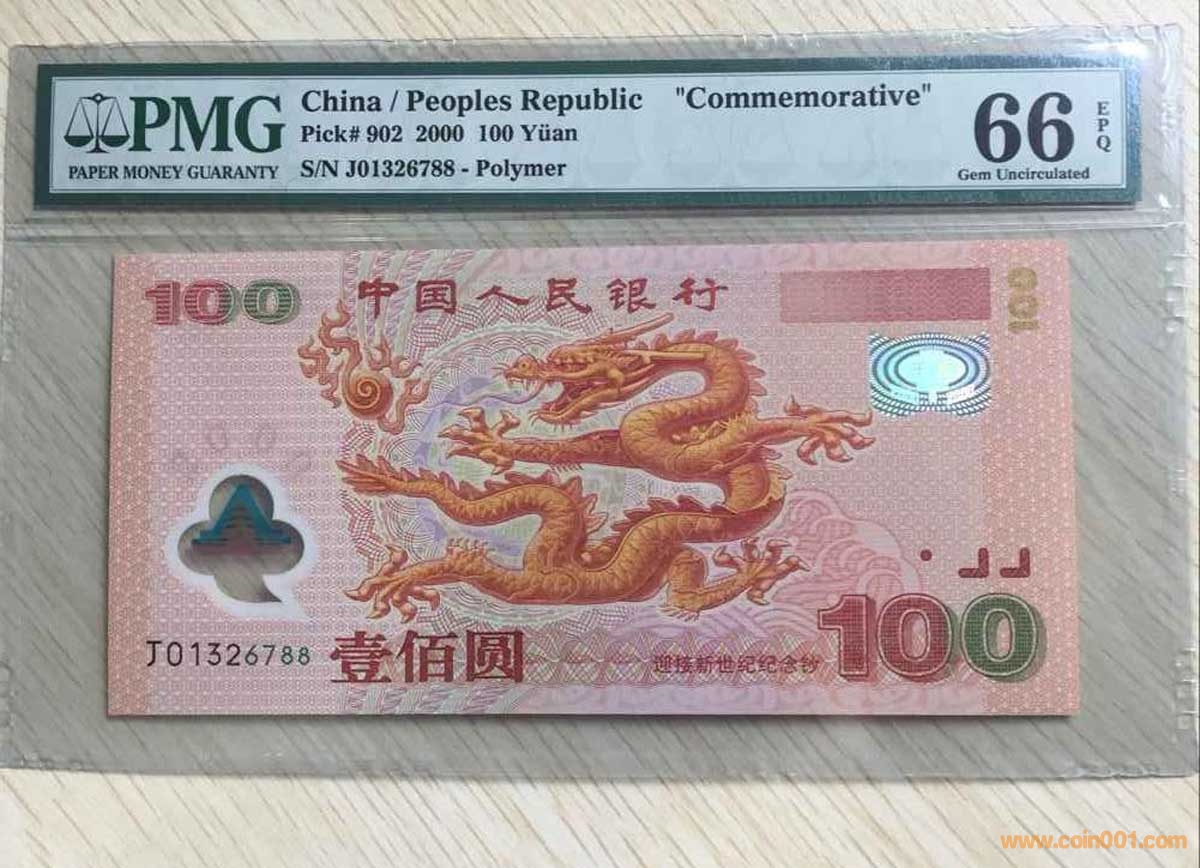 PMG
PAPER MONEY GUARANTY
China / Peoples Republic "Commemorative"
Pick# 902 2000 100 Yüan
S/N J01326788 - Polymer
66
EPQ
Gem Uncirculated
100 中国人民银行
100
J01326788 壹佰圆
迎接新世纪纪念钞 100
www.coin001.com